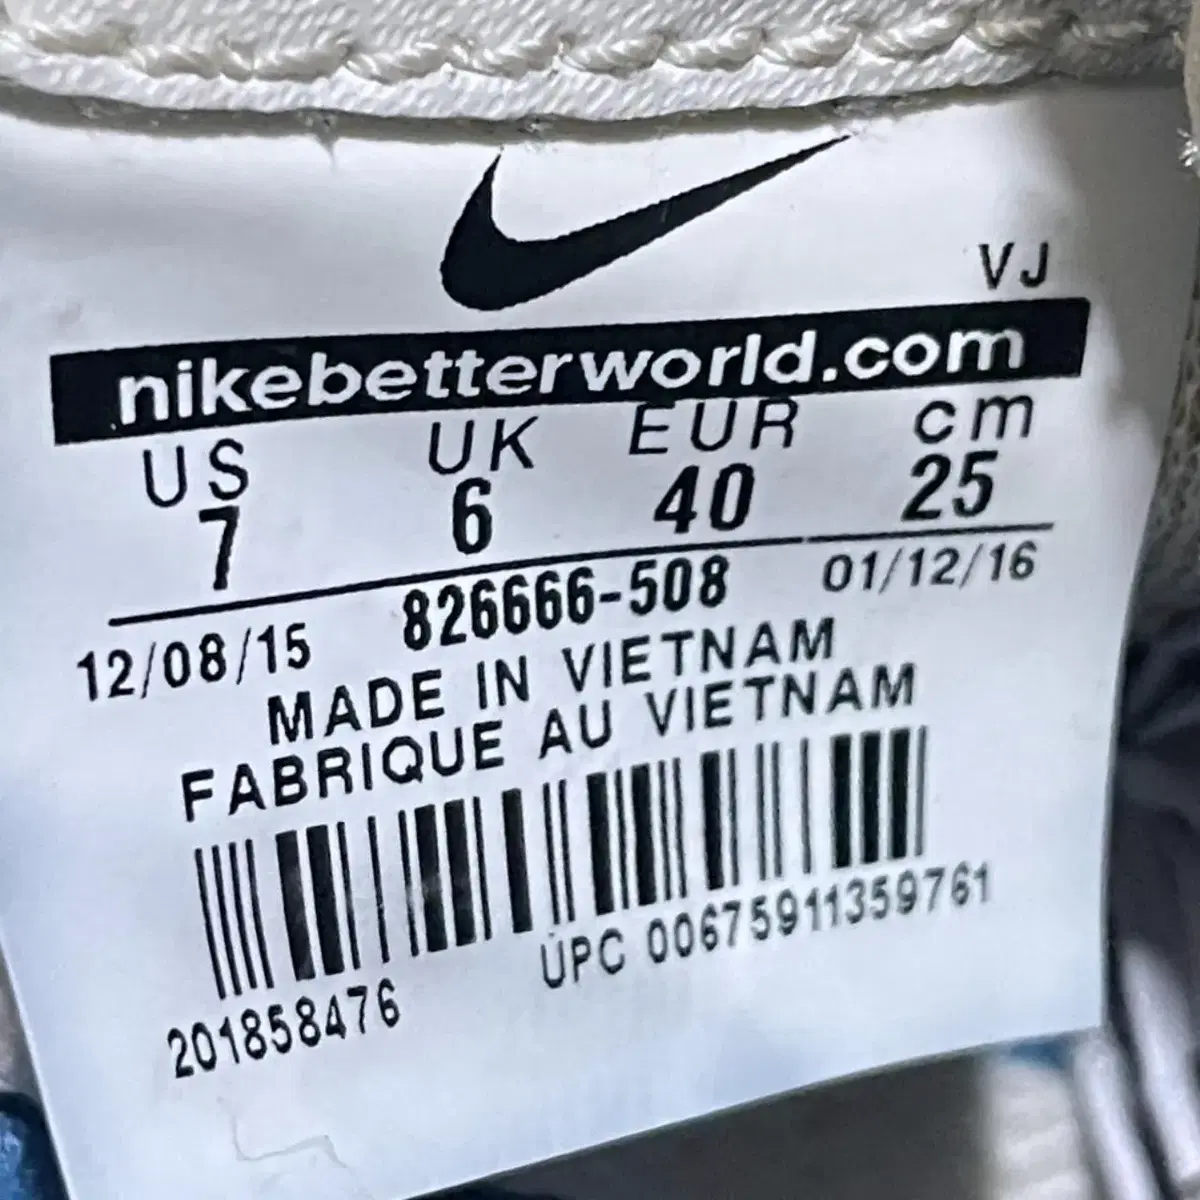 VJ
nikebetterworld.com
US UK EUR cm
7 6 40 25
12/08/15 826666-508 01/12/16
MADE IN VIETNAM
FABRIQUE AU VIETNAM
UPC 00675911359761
201858476